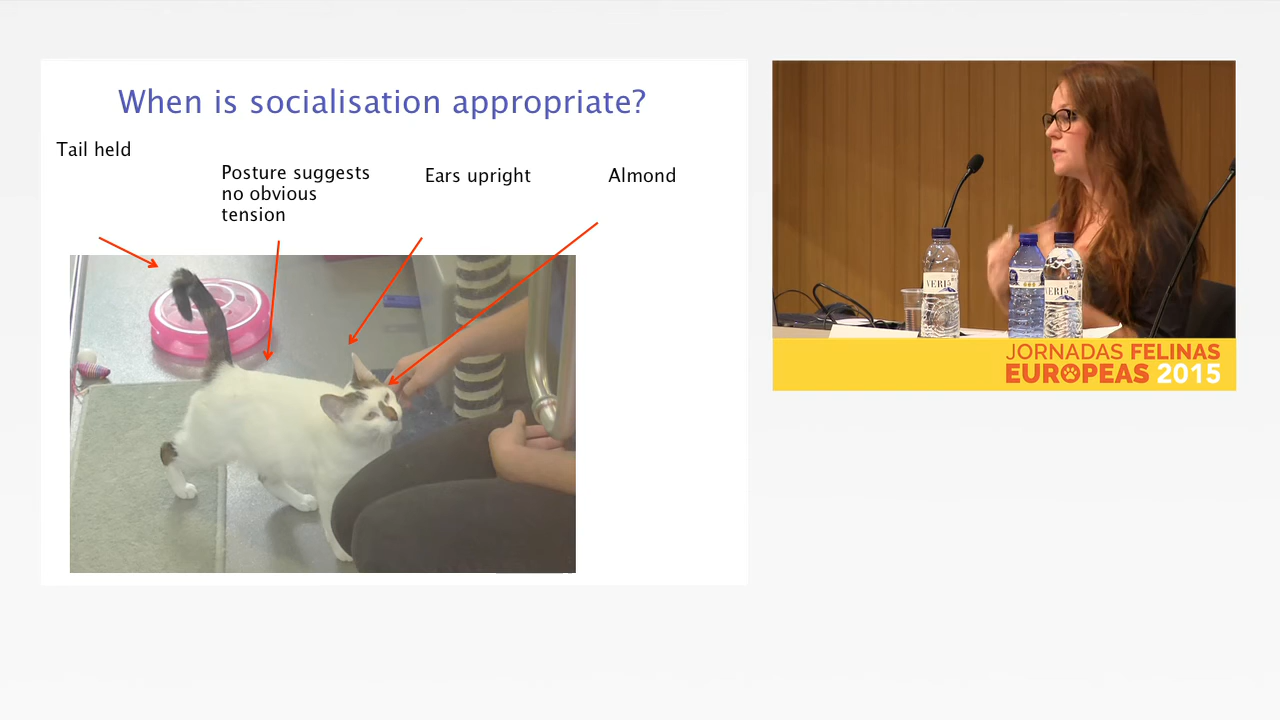 When is socialisation appropriate?
Tail held
Posture suggests
no obvious
tension
Ears upright
Almond
VERI
VERI
JORNADAS FELINAS
EUROPEAS 2015